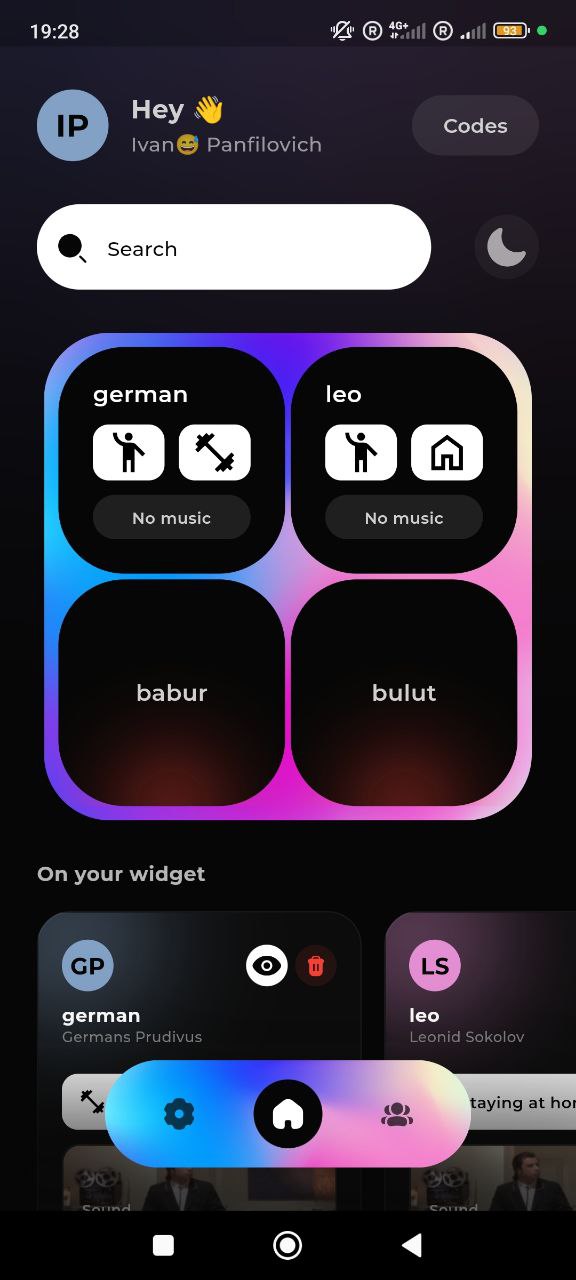 19:28
R 4G+ R 93
IP
Hey 👋
Ivan😅 Panfilovich
Codes
Search
german
leo
No music
No music
babur
bulut
On your widget
GP
LS
german
leo
Germans Prudivus
Leonid Sokolov
taying at hor
Sound
Sound